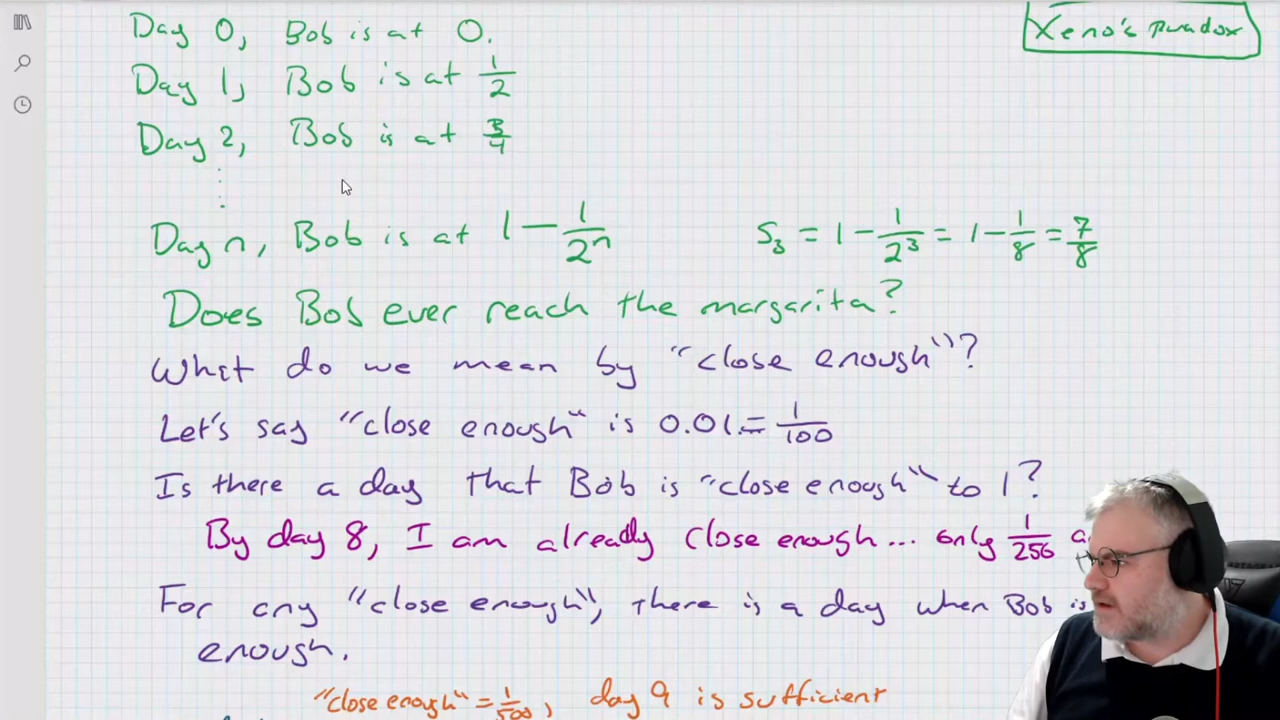 Day 0, Bob is at 0.
Xeno's paradox
Day 1, Bob is at 1/2
Day 2, Bob is at 3/4
Day n, Bob is at 1 - 1/2^n
S₃ = 1 - 1/2³ = 1 - 1/8 = 7/8
Does Bob ever reach the margarita?
What do we mean by "close enough"?
Let's say "close enough" is 0.01. = 1/100
Is there a day that Bob is "close enough" to 1?
By day 8, I am already close enough... only 1/256
For any "close enough", there is a day when Bob is
enough.
"close enough" = 1/500, day 9 is sufficient